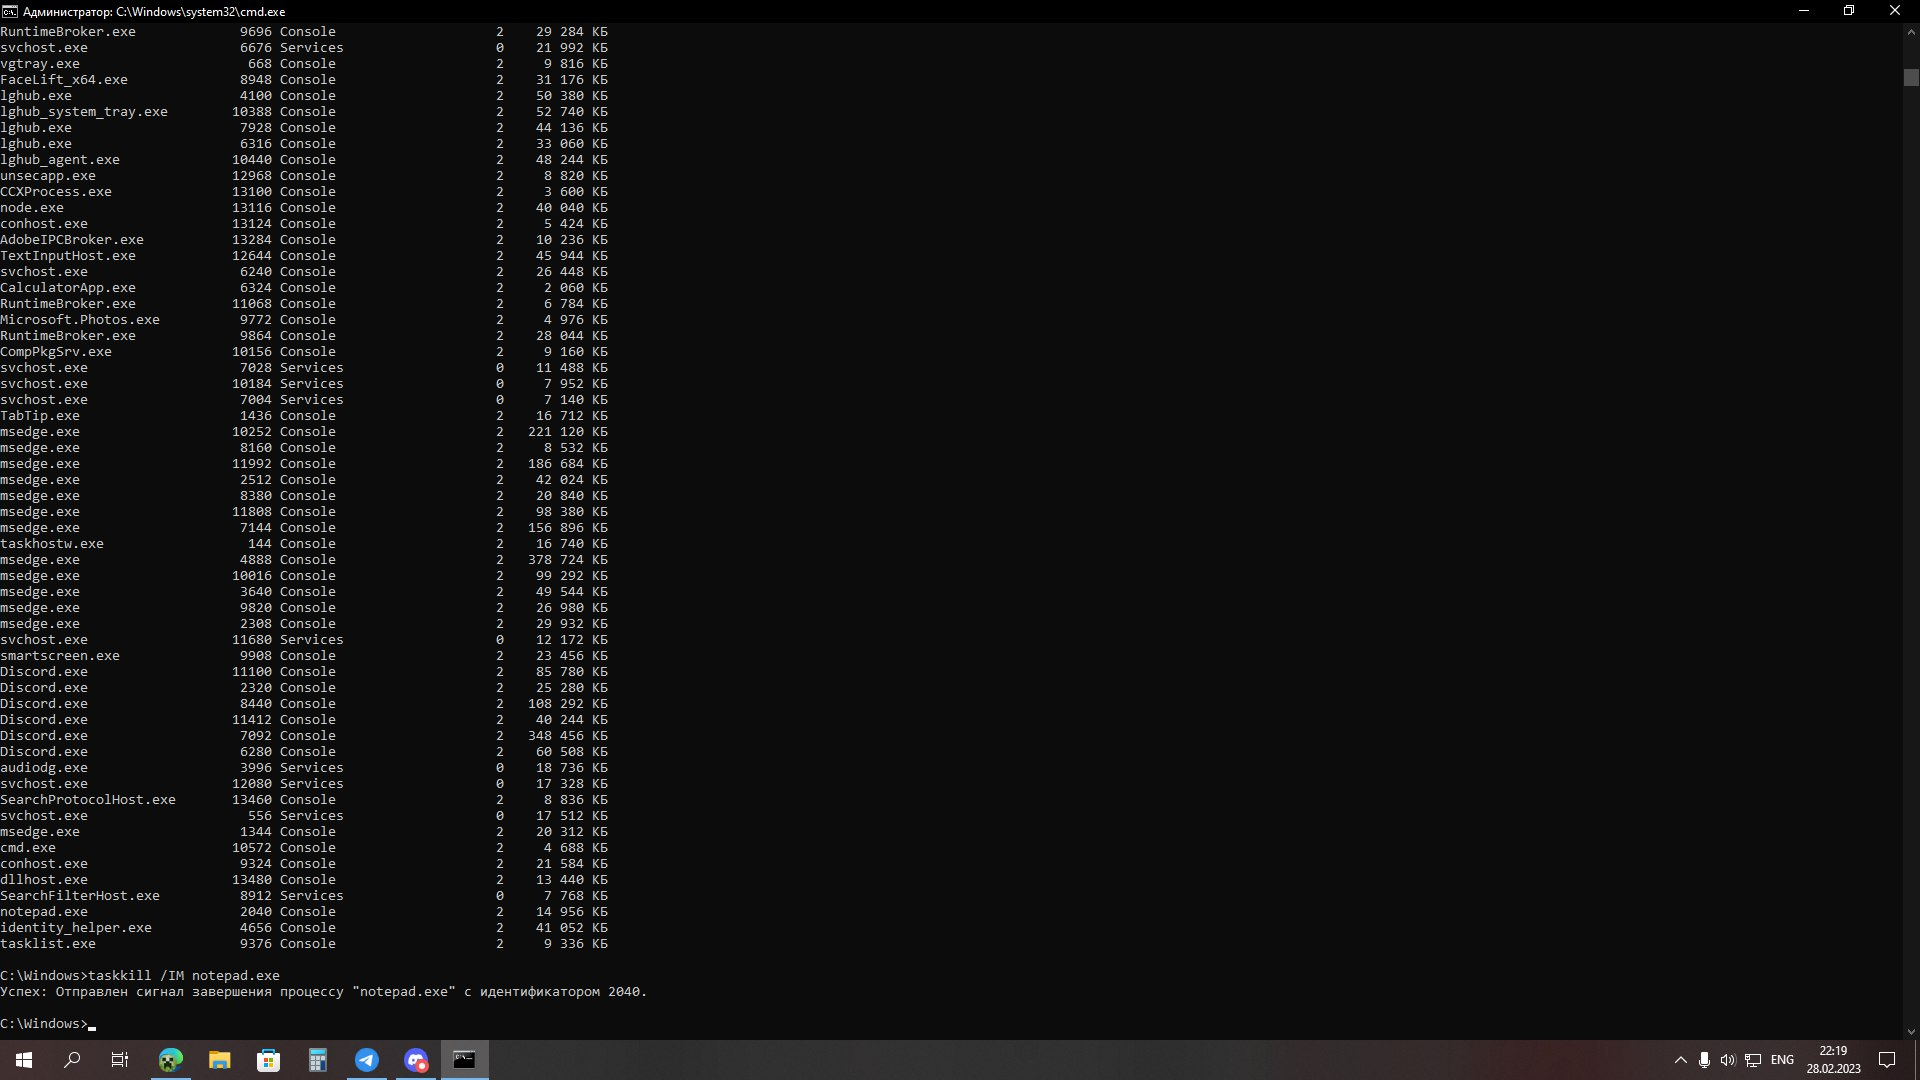 Администратор: C:\Windows\system32\cmd.exe
RuntimeBroker.exe 9696 Console 2 29 284 КБ
svchost.exe 6676 Services 0 21 992 КБ
vgtray.exe 668 Console 2 9 816 КБ
FaceLift_x64.exe 8948 Console 2 31 176 КБ
lghub.exe 4100 Console 2 50 380 КБ
lghub_system_tray.exe 10388 Console 2 52 740 КБ
lghub.exe 7928 Console 2 44 136 КБ
lghub.exe 6316 Console 2 33 060 КБ
lghub_agent.exe 10440 Console 2 48 244 КБ
unsecapp.exe 12968 Console 2 8 820 КБ
CCXProcess.exe 13100 Console 2 3 600 КБ
node.exe 13116 Console 2 40 040 КБ
conhost.exe 13124 Console 2 5 424 КБ
AdobeIPCBroker.exe 13284 Console 2 10 236 КБ
TextInputHost.exe 12644 Console 2 45 944 КБ
svchost.exe 6240 Console 2 26 448 КБ
CalculatorApp.exe 6324 Console 2 2 060 КБ
RuntimeBroker.exe 11068 Console 2 6 784 КБ
Microsoft.Photos.exe 9772 Console 2 4 976 КБ
RuntimeBroker.exe 9864 Console 2 28 044 КБ
CompPkgSrv.exe 10156 Console 2 9 160 КБ
svchost.exe 7028 Services 0 11 488 КБ
svchost.exe 10184 Services 0 7 952 КБ
svchost.exe 7004 Services 0 7 140 КБ
TabTip.exe 1436 Console 2 16 712 КБ
msedge.exe 10252 Console 2 221 120 КБ
msedge.exe 8160 Console 2 8 532 КБ
msedge.exe 11992 Console 2 186 684 КБ
msedge.exe 2512 Console 2 42 024 КБ
msedge.exe 8380 Console 2 20 840 КБ
msedge.exe 11808 Console 2 98 380 КБ
msedge.exe 7144 Console 2 156 896 КБ
taskhostw.exe 144 Console 2 16 740 КБ
msedge.exe 4888 Console 2 378 724 КБ
msedge.exe 10016 Console 2 99 292 КБ
msedge.exe 3640 Console 2 49 544 КБ
msedge.exe 9820 Console 2 26 980 КБ
msedge.exe 2308 Console 2 29 932 КБ
svchost.exe 11680 Services 0 12 172 КБ
smartscreen.exe 9908 Console 2 23 456 КБ
Discord.exe 11100 Console 2 85 780 КБ
Discord.exe 2320 Console 2 25 280 КБ
Discord.exe 8440 Console 2 108 292 КБ
Discord.exe 11412 Console 2 40 244 КБ
Discord.exe 7092 Console 2 348 456 КБ
Discord.exe 6280 Console 2 60 508 КБ
audiodg.exe 3996 Services 0 18 736 КБ
svchost.exe 12080 Services 0 17 328 КБ
SearchProtocolHost.exe 13460 Console 2 8 836 КБ
svchost.exe 556 Services 0 17 512 КБ
msedge.exe 1344 Console 2 20 312 КБ
cmd.exe 10572 Console 2 4 688 КБ
conhost.exe 9324 Console 2 21 584 КБ
dllhost.exe 13480 Console 2 13 440 КБ
SearchFilterHost.exe 8912 Services 0 7 768 КБ
notepad.exe 2040 Console 2 14 956 КБ
identity_helper.exe 4656 Console 2 41 052 КБ
tasklist.exe 9376 Console 2 9 336 КБ
C:\Windows>taskkill /IM notepad.exe
Успех: Отправлен сигнал завершения процессу "notepad.exe" с идентификатором 2040.
C:\Windows>
ENG
22:19
28.02.2023